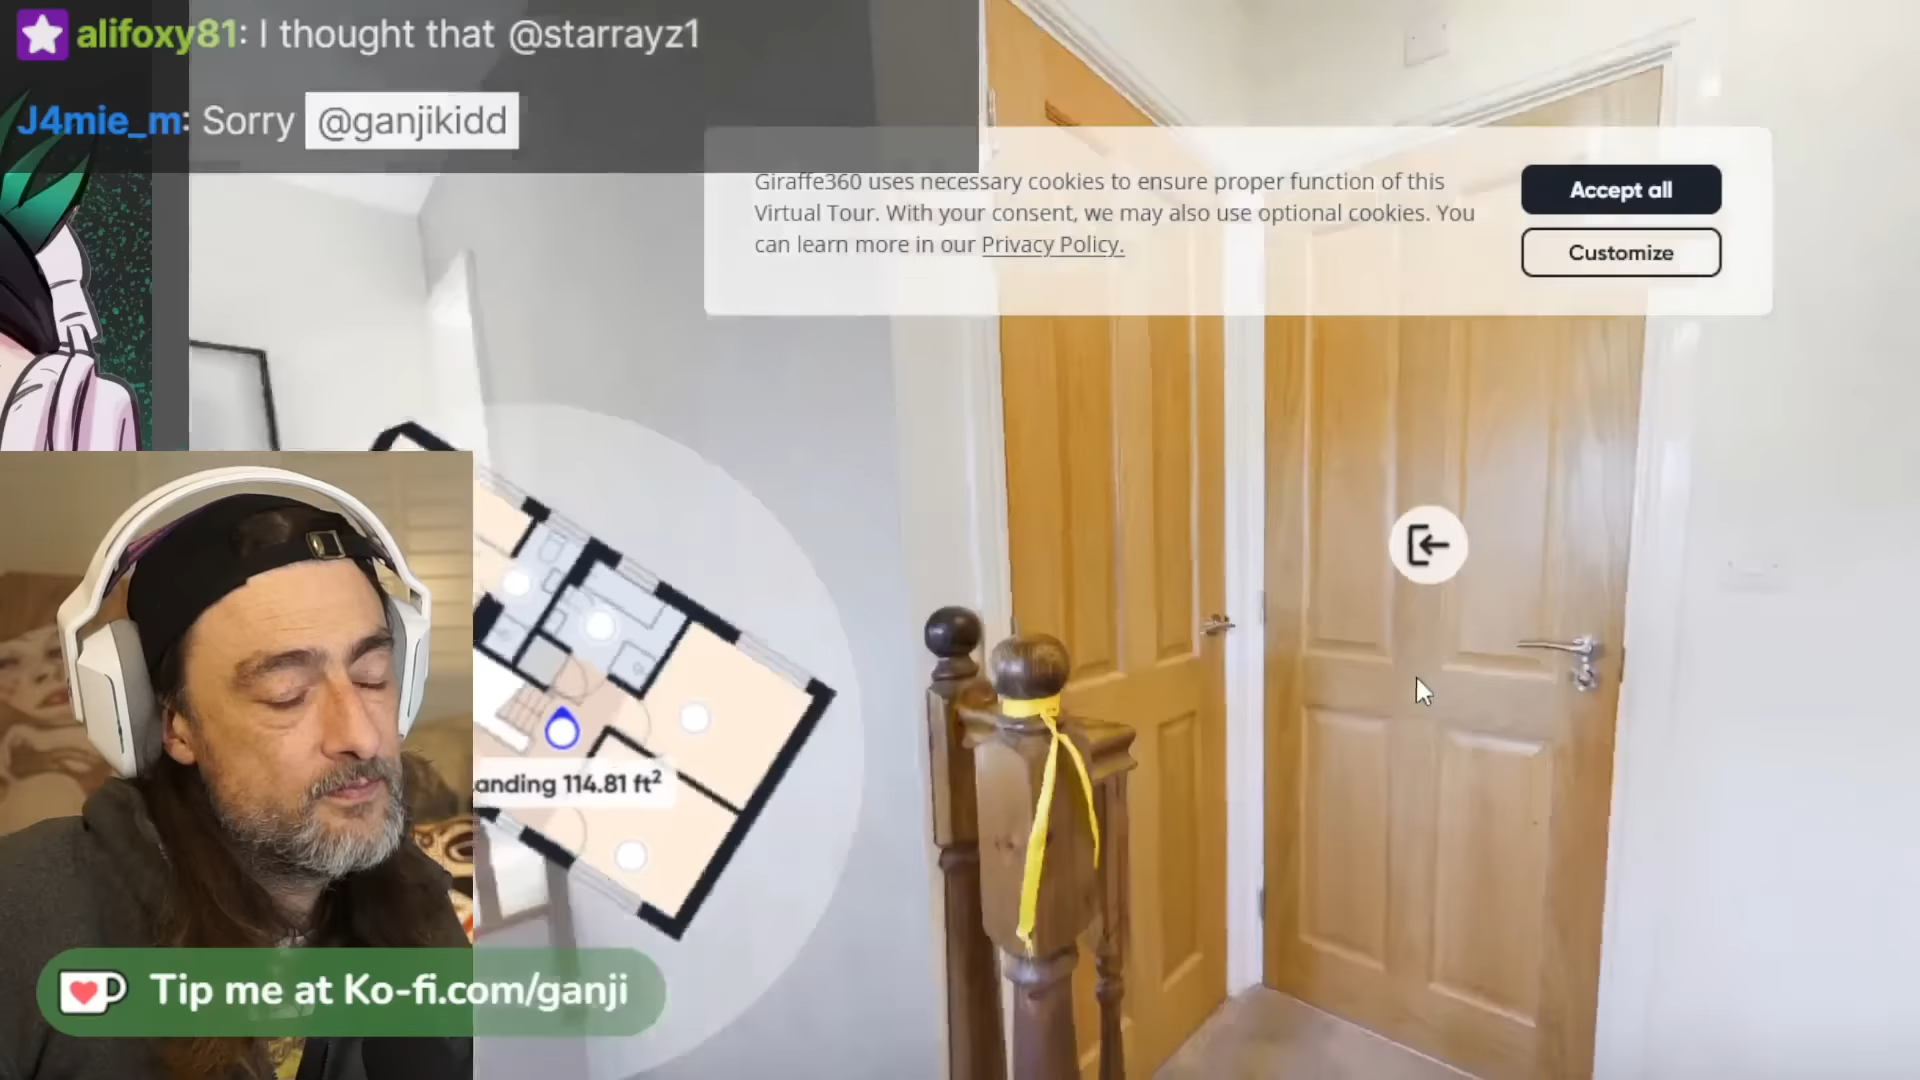 alifoxy81: I thought that @starrayz1
J4mie_m: Sorry @ganjikidd
Giraffe360 uses necessary cookies to ensure proper function of this
Virtual Tour. With your consent, we may also use optional cookies. You
can learn more in our Privacy Policy.
Accept all
Customize
anding 114.81 ft²
Tip me at Ko-fi.com/ganji